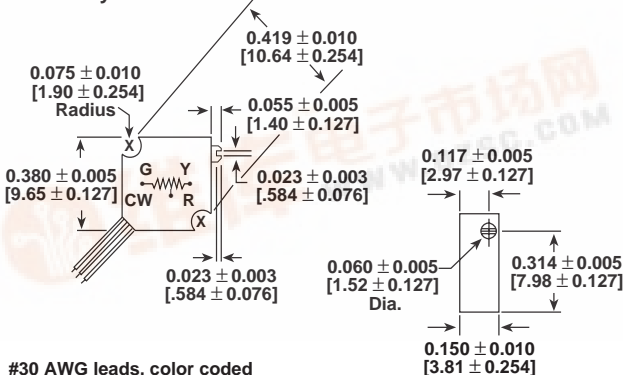 0.419 ± 0.010
[10.64 ± 0.254]
0.075 ± 0.010
[1.90 ± 0.254]
Radius
0.055 ± 0.005
[1.40 ± 0.127]
X
G Y
CW R
X
0.380 ± 0.005
[9.65 ± 0.127]
0.023 ± 0.003
[.584 ± 0.076]
0.023 ± 0.003
[.584 ± 0.076]
0.117 ± 0.005
[2.97 ± 0.127]
0.060 ± 0.005
[1.52 ± 0.127]
Dia.
0.314 ± 0.005
[7.98 ± 0.127]
0.150 ± 0.010
[3.81 ± 0.254]
#30 AWG leads, color coded